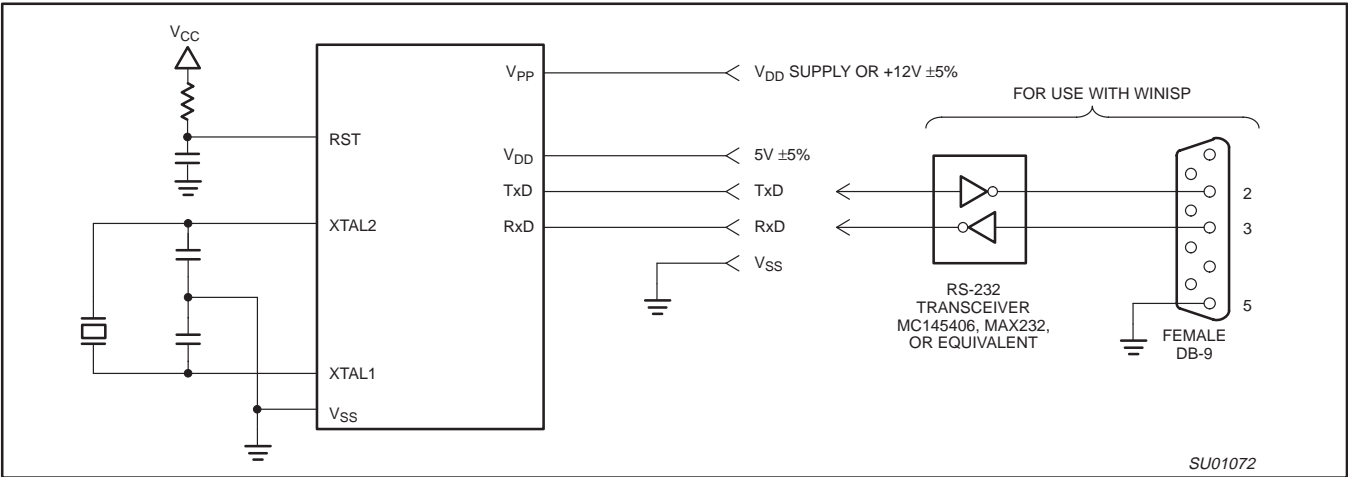 VCC
RST
XTAL2
XTAL1
VSS
VPP
VDD
TxD
RxD
VDD SUPPLY OR +12V ±5%
5V ±5%
TxD
RxD
VSS
FOR USE WITH WINISP
RS-232
TRANSCEIVER
MC145406, MAX232,
OR EQUIVALENT
2
3
5
FEMALE
DB-9
SU01072